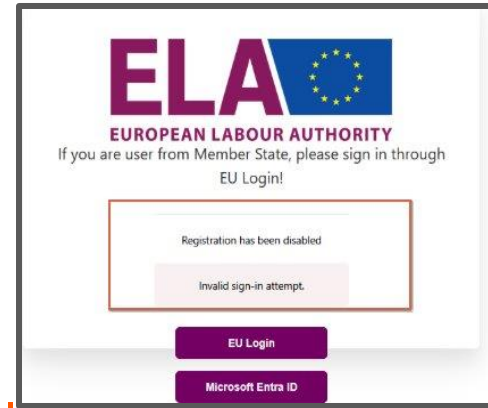 ELA
EUROPEAN LABOUR AUTHORITY
If you are user from Member State, please sign in through
EU Login!
Registration has been disabled
Invalid sign-in attempt.
EU Login
Microsoft Entra ID